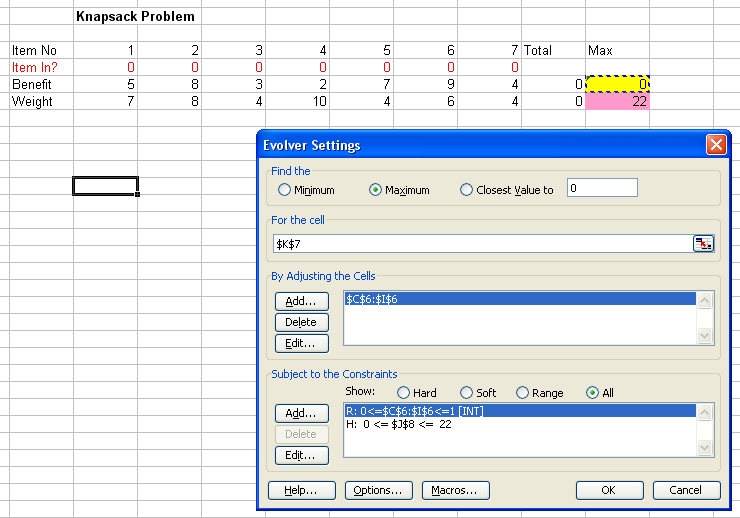 Knapsack Problem
Item No 1 2 3 4 5 6 7 Total Max
Item In? 0 0 0 0 0 0 0
Benefit 5 8 3 2 7 9 4 0 0
Weight 7 8 4 10 4 6 4 0 22
Evolver Settings
Find the
Minimum Maximum Closest Value to 0
For the cell
$K$7
By Adjusting the Cells
Add... $C$6:$I$6
Delete
Edit...
Subject to the Constraints
Show: Hard Soft Range All
Add... R: 0<=$C$6:$I$6<=1 [INT]
H: 0 <= $J$8 <= 22
Delete
Edit...
Help... Options... Macros... OK Cancel